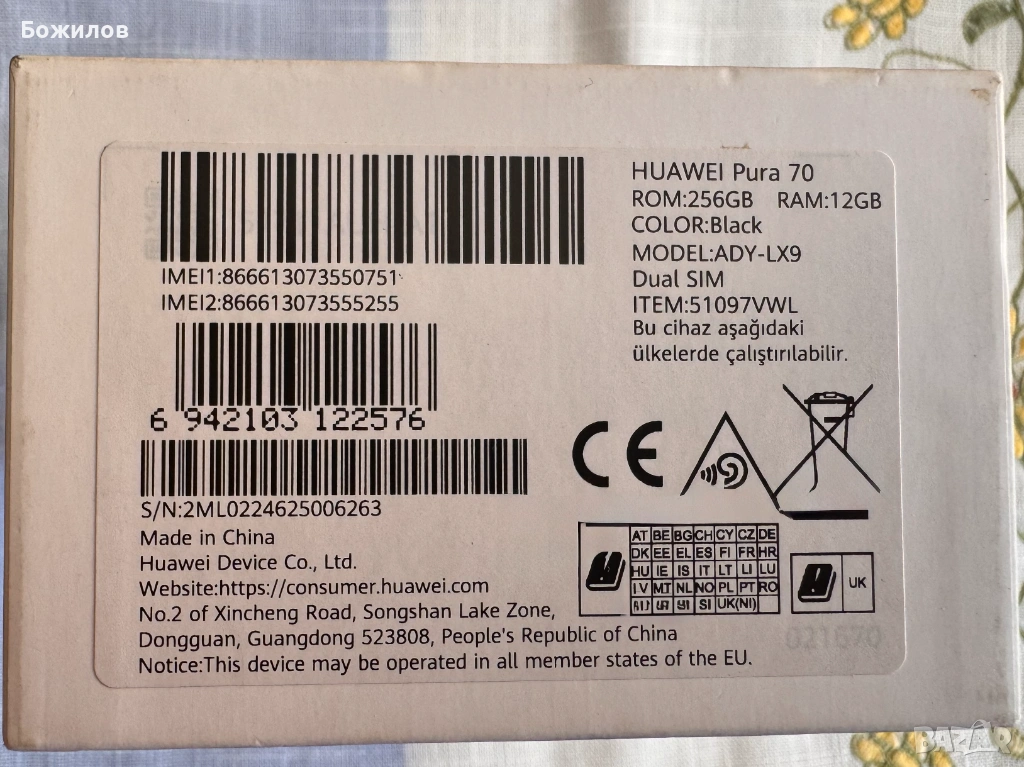 Божилов
HUAWEI Pura 70
ROM:256GB RAM:12GB
COLOR:Black
MODEL:ADY-LX9
Dual SIM
ITEM:51097VWL
Bu cihaz aşağıdaki
ülkelerde çalıştırılabilir.
IMEI1:866613073550751
IMEI2:866613073555255
6 942103 122576
S/N:2ML0224625006263
Made in China
Huawei Device Co., Ltd.
Website:https://consumer.huawei.com
No.2 of Xincheng Road, Songshan Lake Zone,
Dongguan, Guangdong 523808, People's Republic of China
Notice:This device may be operated in all member states of the EU.
CE
AT BE BG CH CY CZ DE
DK EE EL ES FI FR HR
HU IE IS IT LT LI LU
MT NL NO PL PT RO
SI UK(NI)
UK
021670
BAZAR